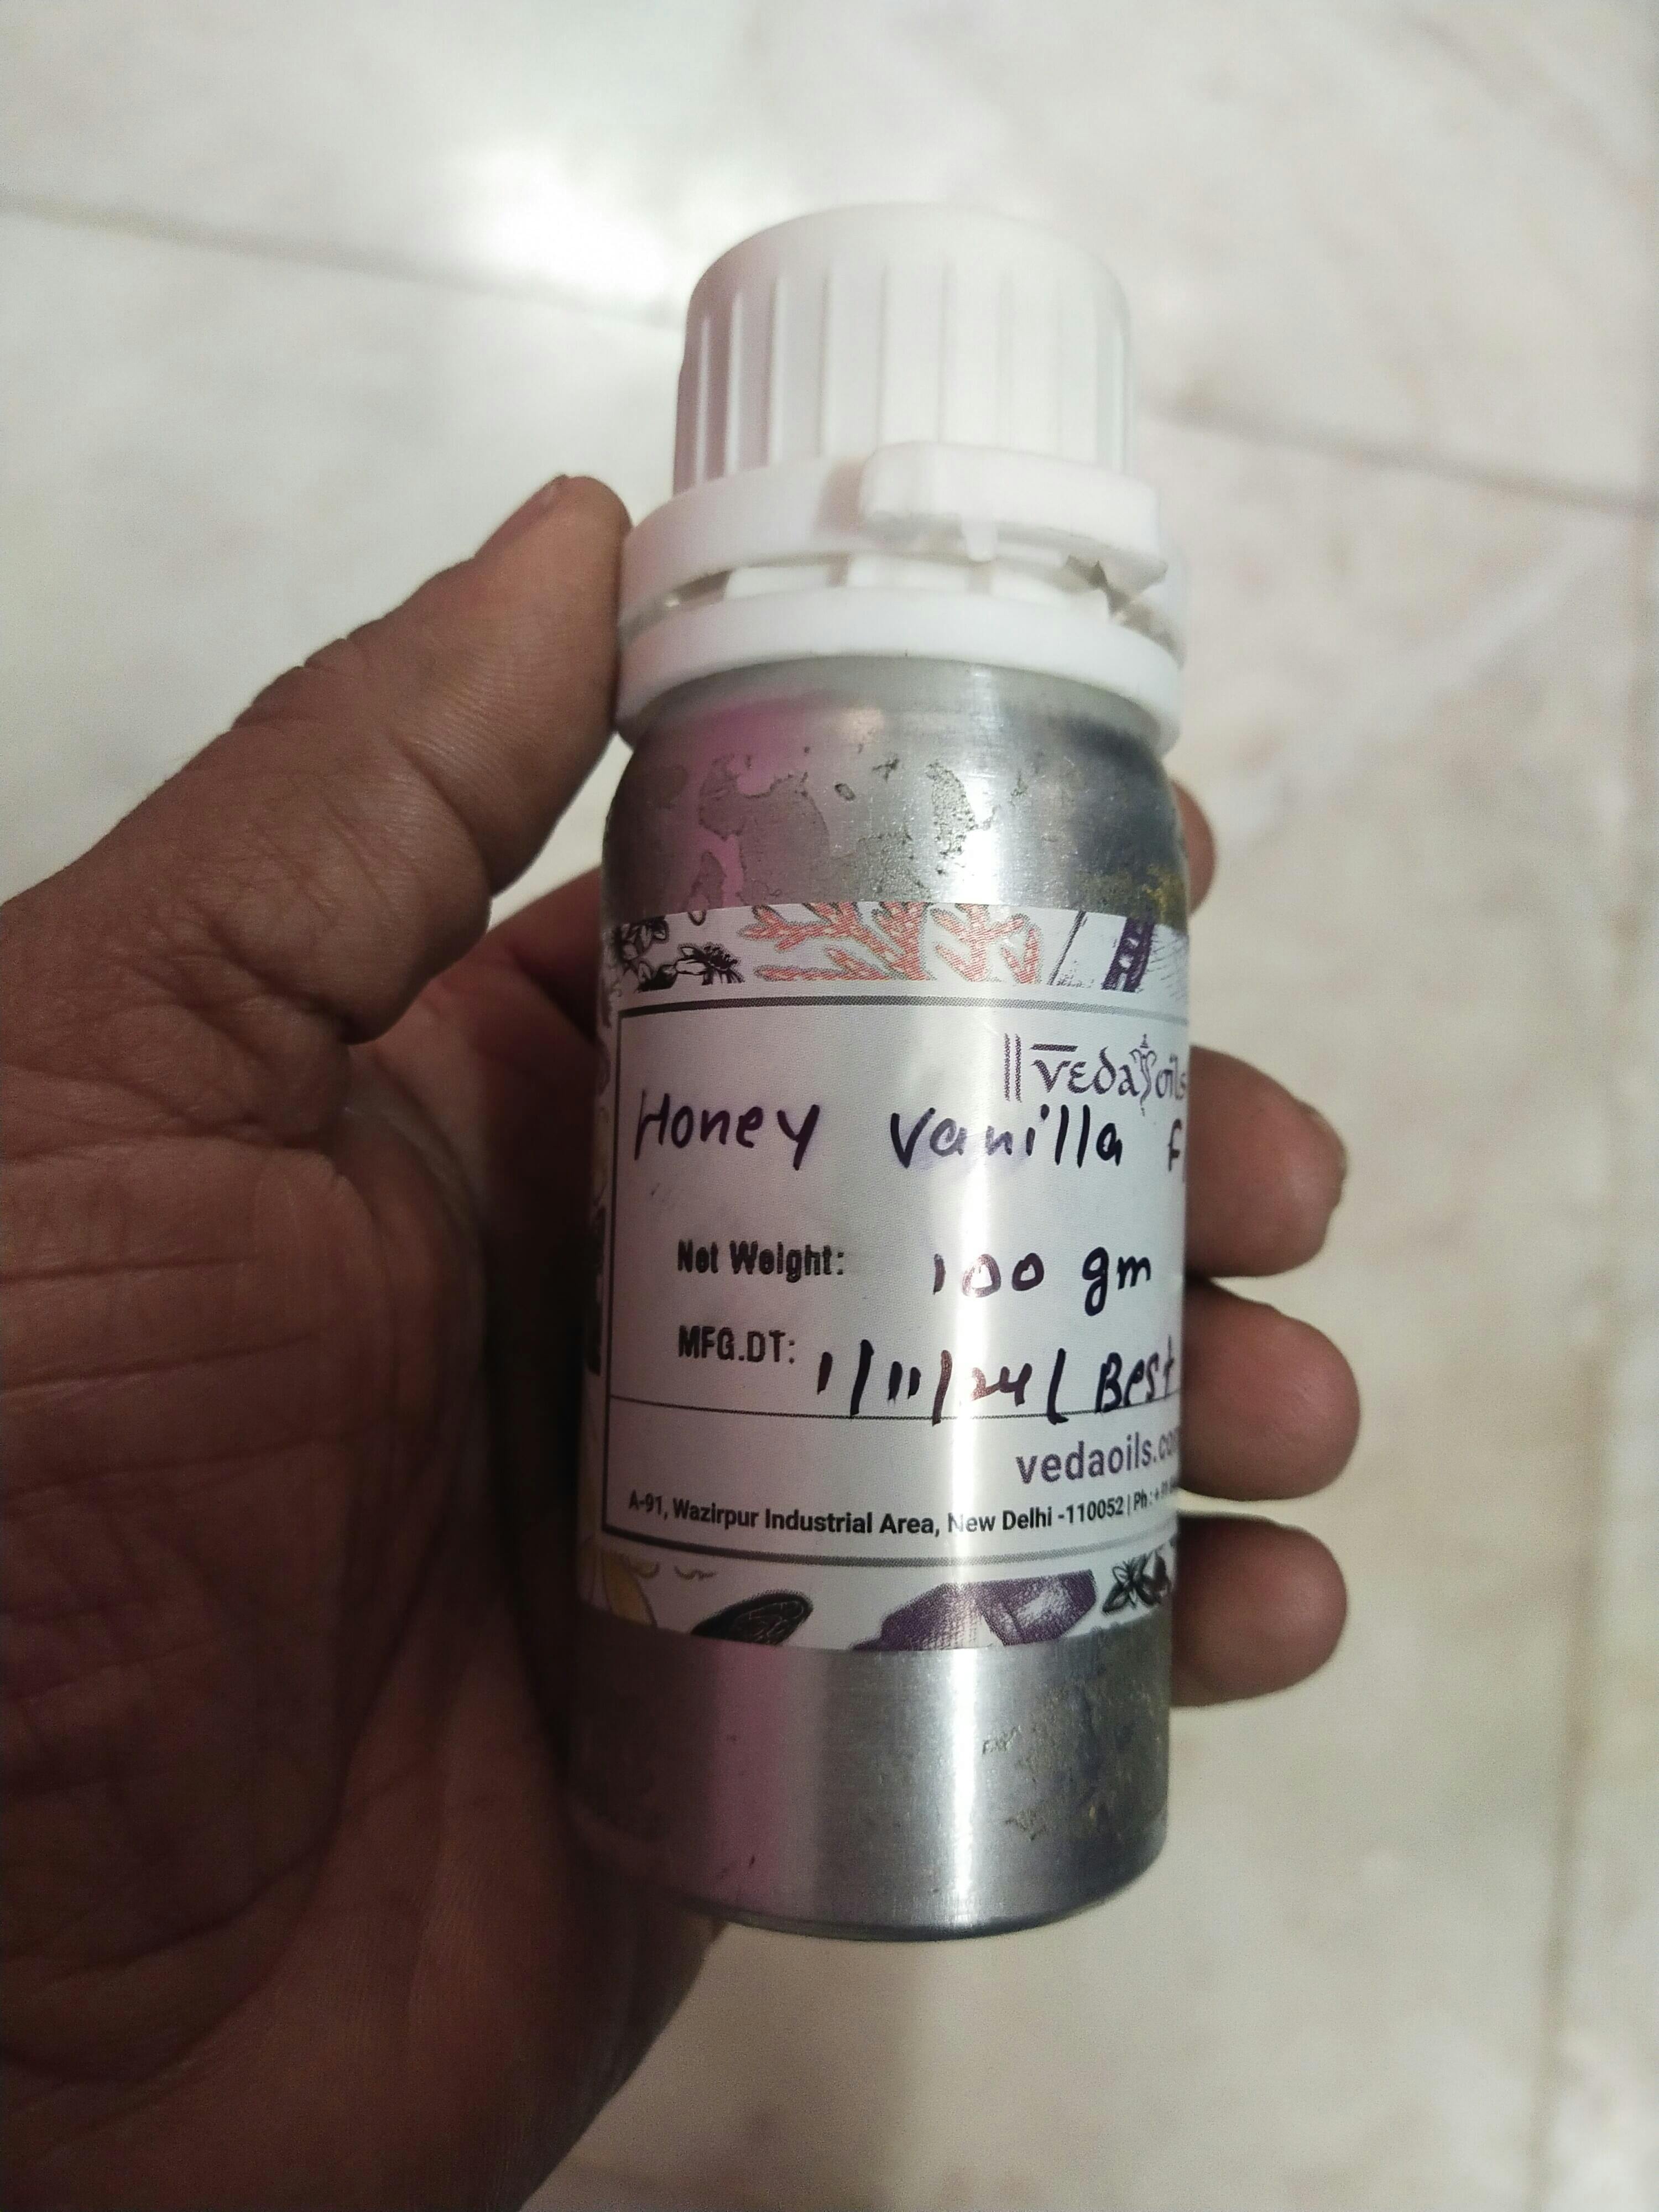 vedaoils
Honey Vanilla F
Net Weight: 100 gm
MFG.DT: 1/11/24/ Best
vedaoils.co
A-91, Wazirpur Industrial Area, New Delhi -110052 | Ph.: +